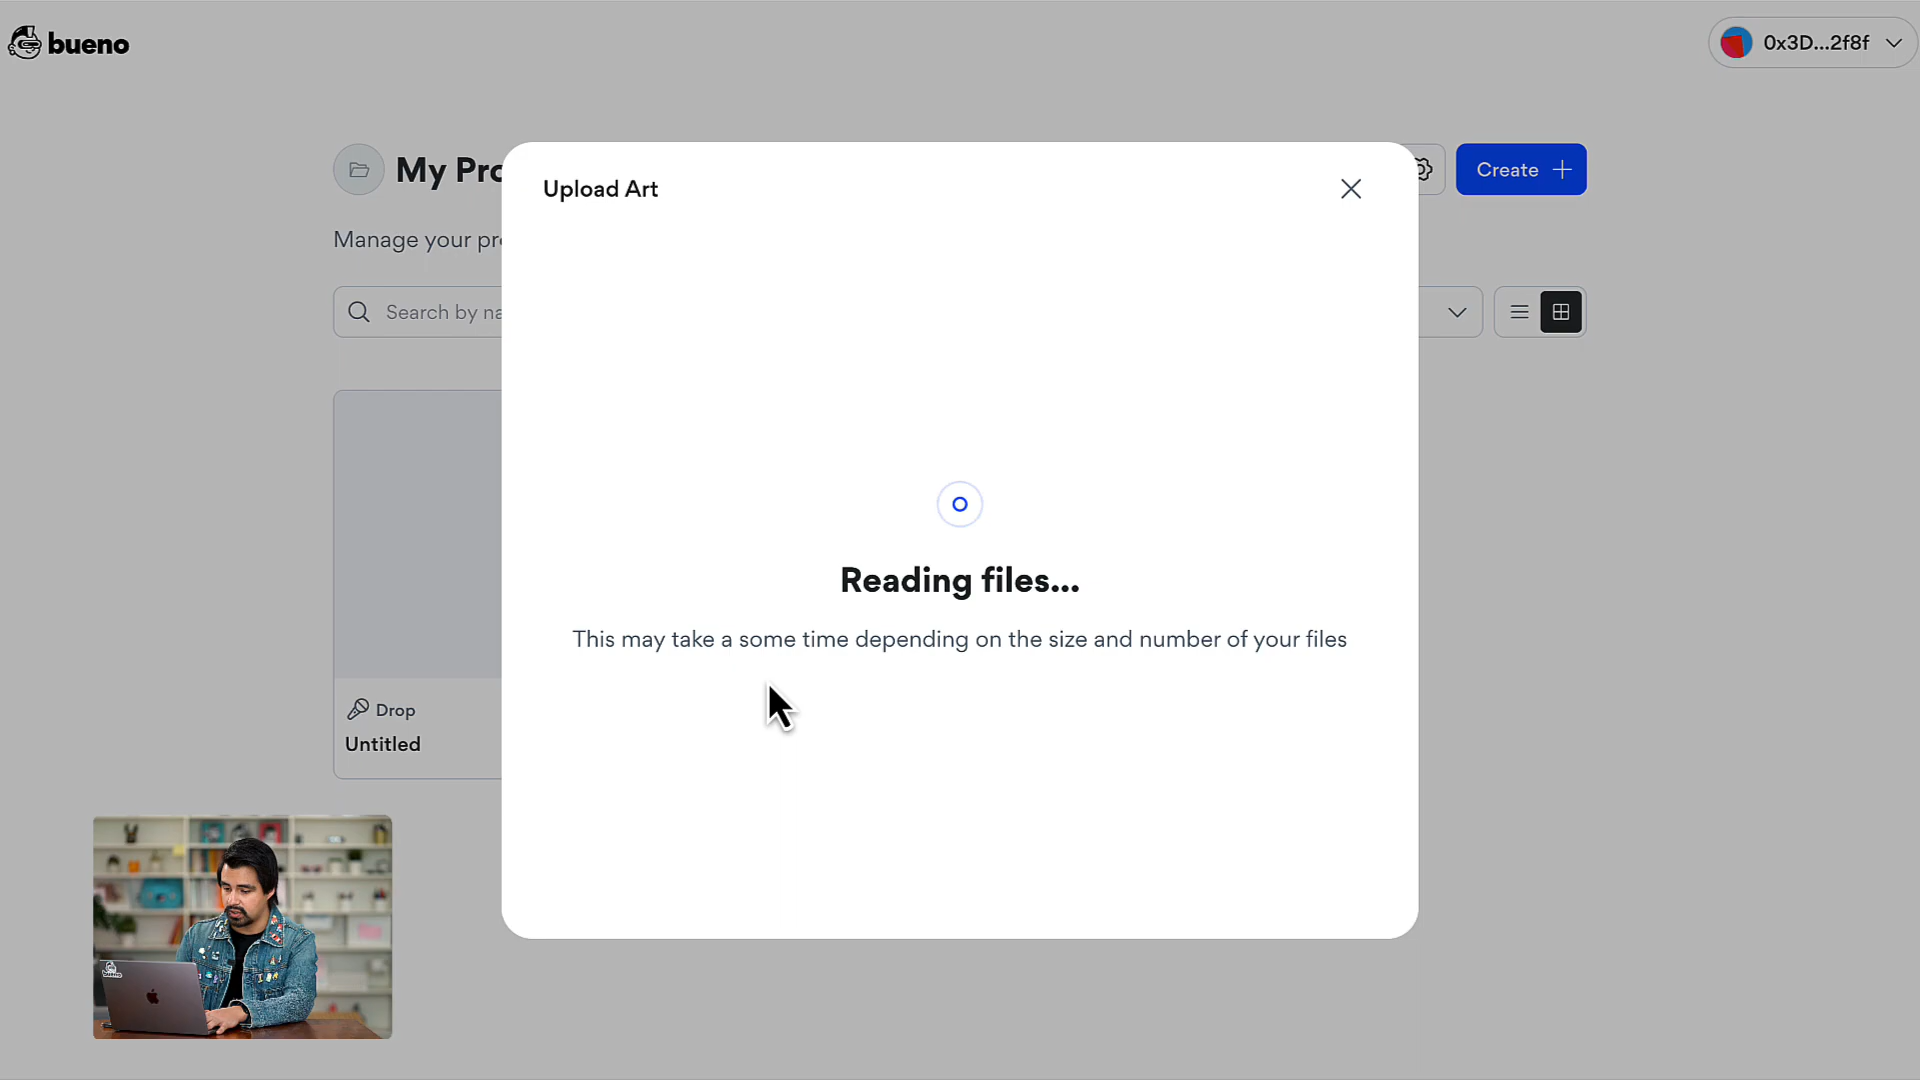 bueno
0x3D...2f8f
My Pro
Create
Upload Art
Manage your pr
Search by na
Reading files...
This may take a some time depending on the size and number of your files
Drop
Untitled
bueno